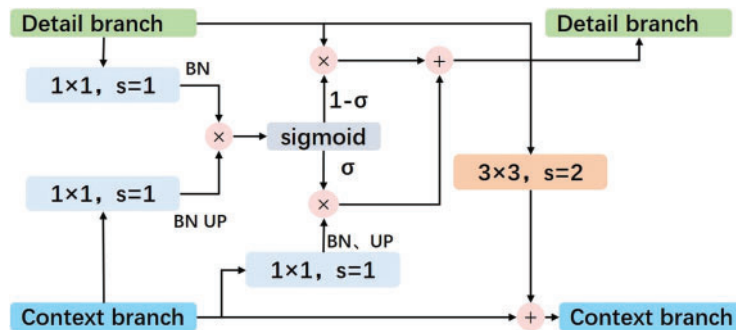 Detail branch
Detail branch
1×1, s=1
BN
×
+
1-σ
×
sigmoid
σ
1×1, s=1
BN UP
×
3×3, s=2
BN、UP
1×1, s=1
Context branch
+
Context branch